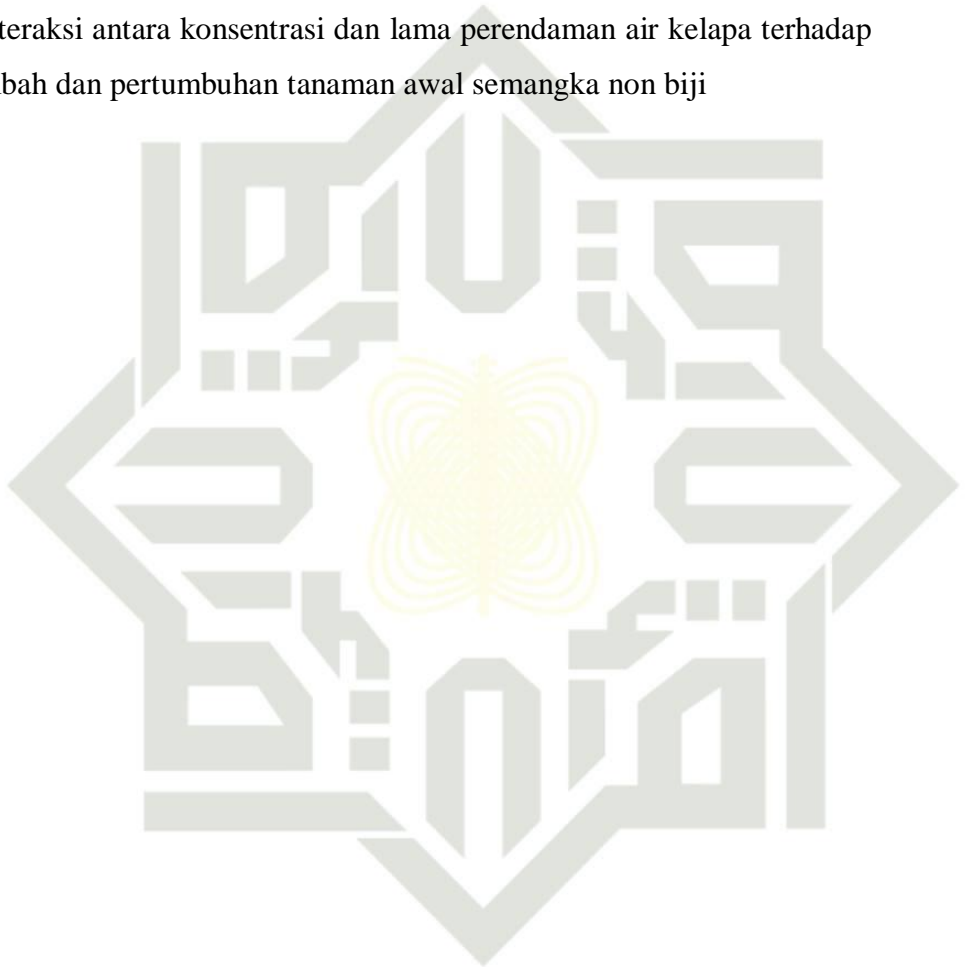 teraksi antara konsentrasi dan lama perendaman air kelapa terhadap
bah dan pertumbuhan tanaman awal semangka non biji